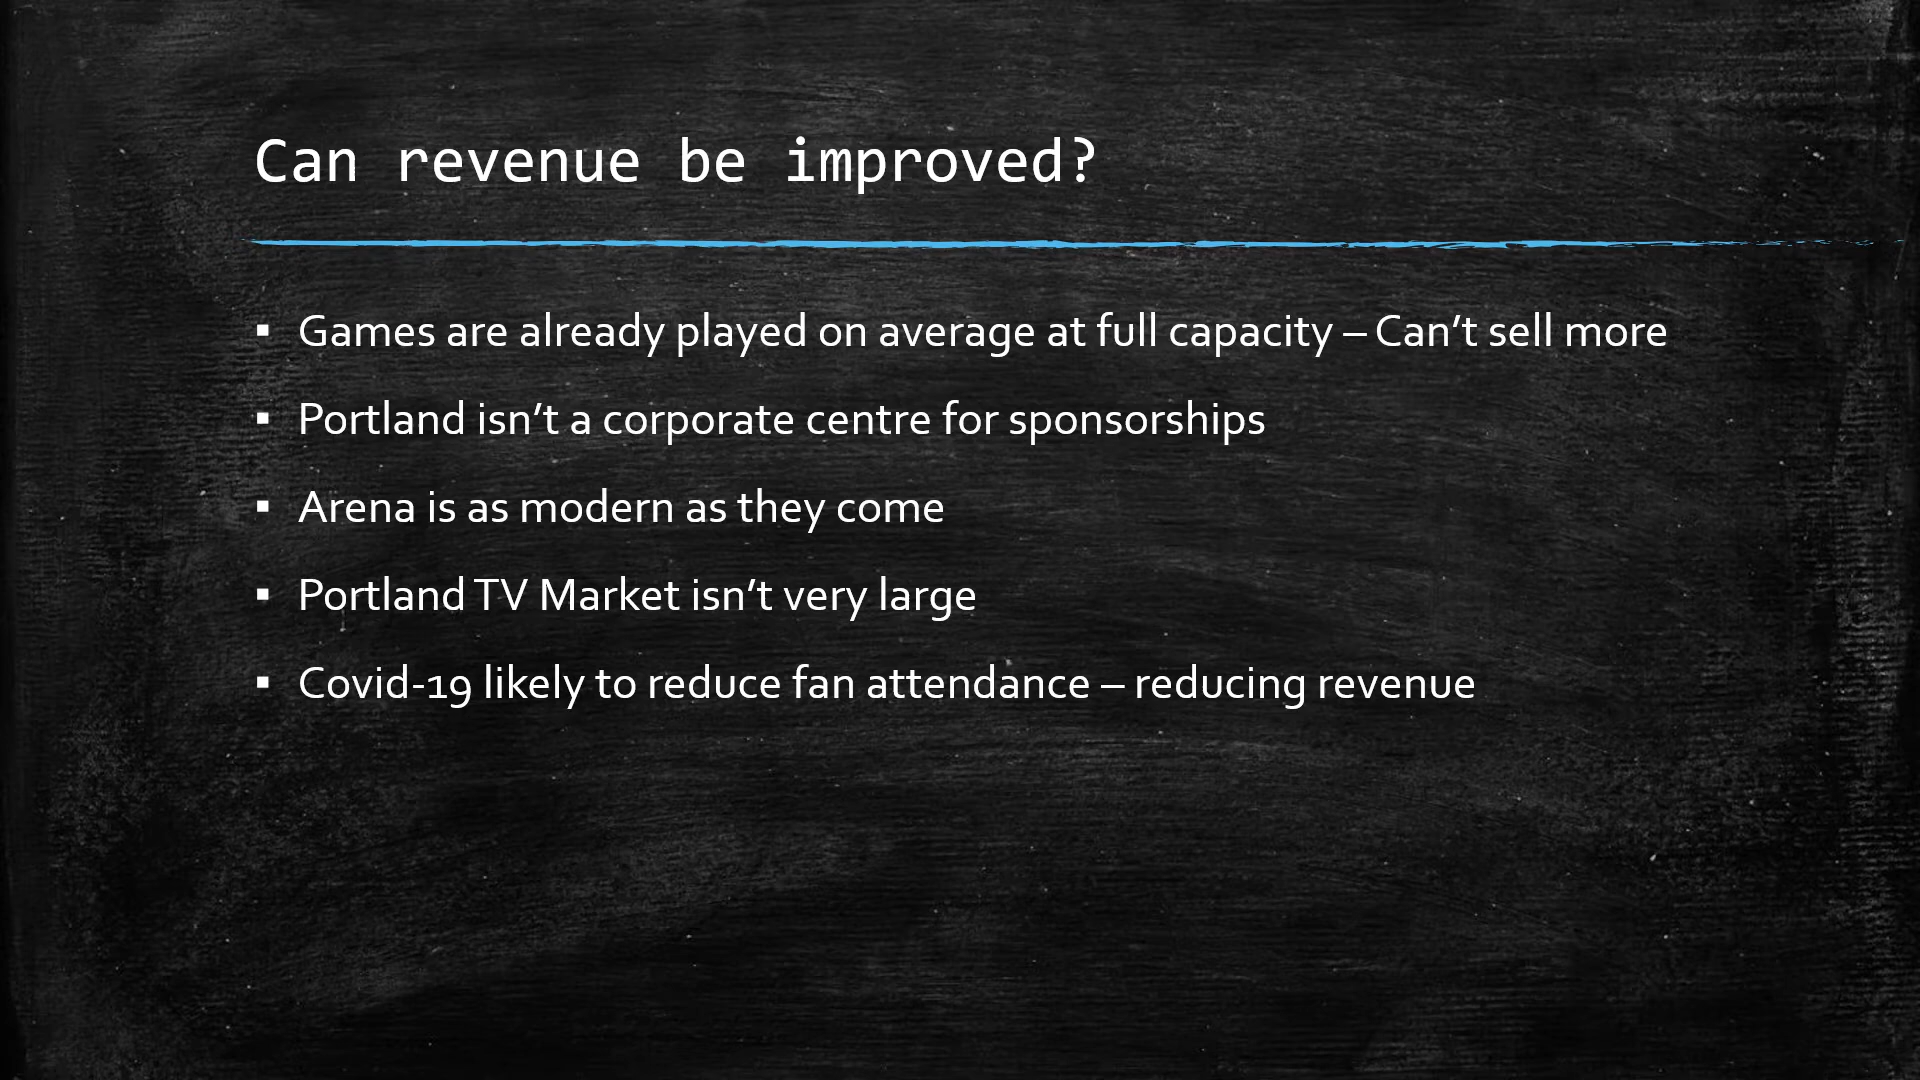 Can revenue be improved?
▪ Games are already played on average at full capacity – Can’t sell more
▪ Portland isn’t a corporate centre for sponsorships
▪ Arena is as modern as they come
▪ Portland TV Market isn’t very large
▪ Covid-19 likely to reduce fan attendance – reducing revenue